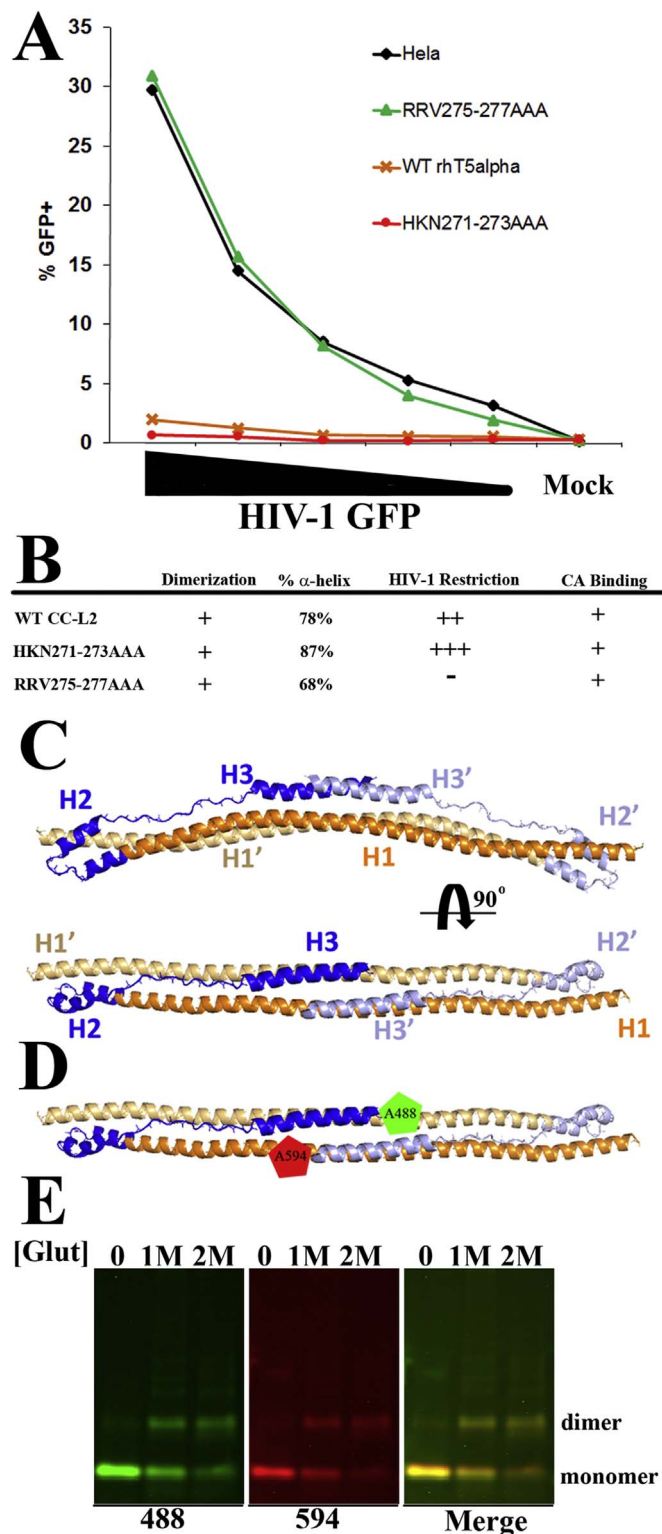 A
35
30
25
20
15
10
5
0
% GFP+
Hela
RRV275-277AAA
WT rhT5alpha
HKN271-273AAA
HIV-1 GFP
Mock
B
Dimerization % α-helix HIV-1 Restriction CA Binding
WT CC-L2 + 78% ++ +
HKN271-273AAA + 87% +++ +
RRV275-277AAA + 68% - +
C
H3 H3'
H2 H2'
H1' H1
90°
H1' H3 H2'
H2 H3' H1
D
A488
A594
E
[Glut] 0 1M 2M 0 1M 2M 0 1M 2M
dimer
monomer
488 594 Merge